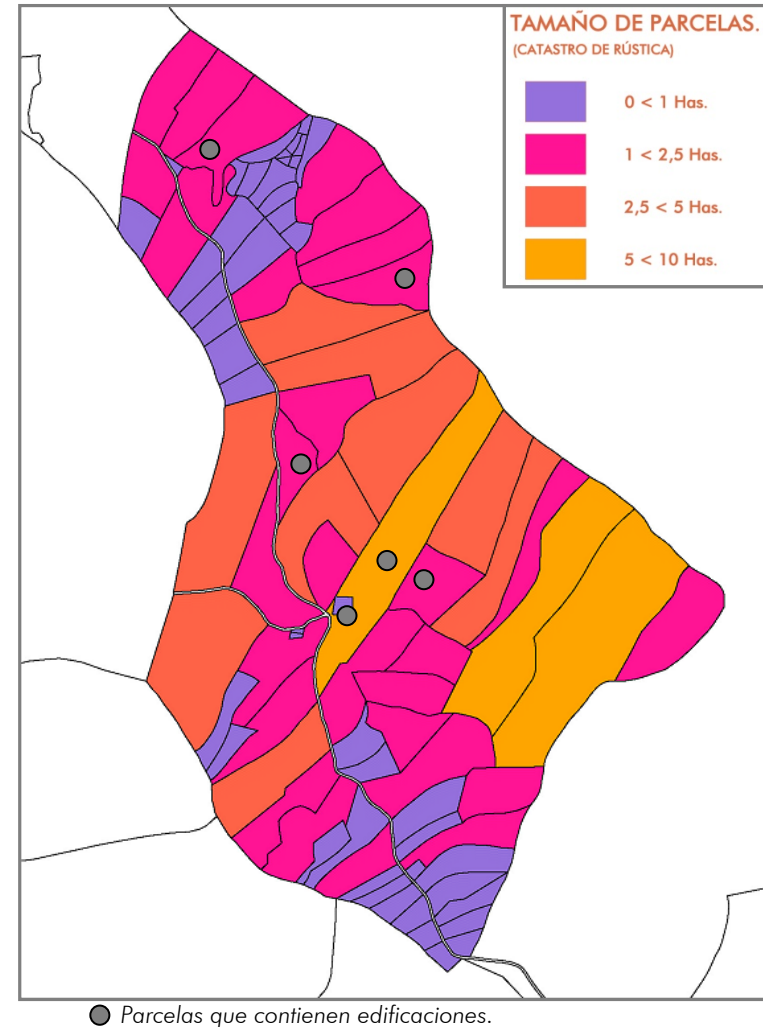 TAMAÑO DE PARCELAS.
(CATASTRO DE RÚSTICA)
0 < 1 Has.
1 < 2,5 Has.
2,5 < 5 Has.
5 < 10 Has.
Parcelas que contienen edificaciones.